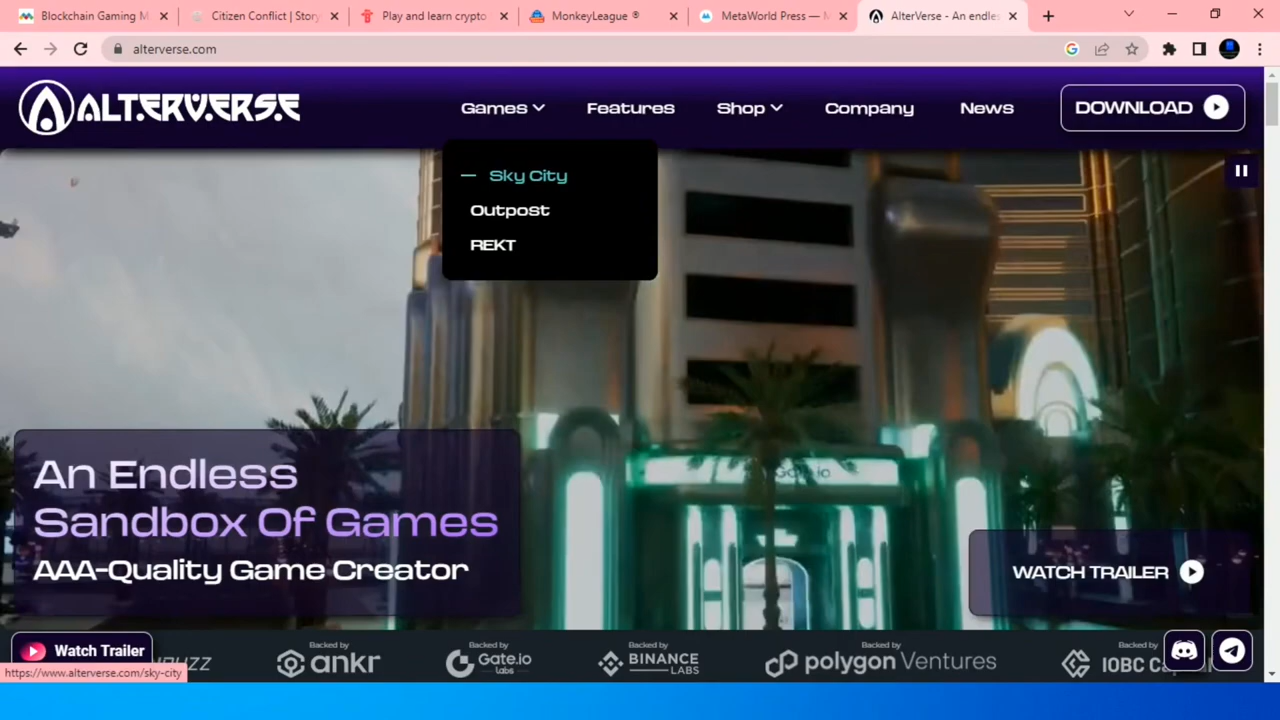 Blockchain Gaming M
Citizen Conflict | Story
Play and learn crypto
MonkeyLeague ®
MetaWorld Press — M
AlterVerse - An endles
alterverse.com
ALTERVERSE
Games
Features
Shop
Company
News
DOWNLOAD
Sky City
Outpost
REKT
Gate.io
An Endless
Sandbox Of Games
AAA-Quality Game Creator
WATCH TRAILER
Watch Trailer
Backed by
ankr
Backed by
Gate.io
labs
Backed by
BINANCE
LABS
Backed by
polygon Ventures
Backed by
IOBC
https://www.alterverse.com/sky-city